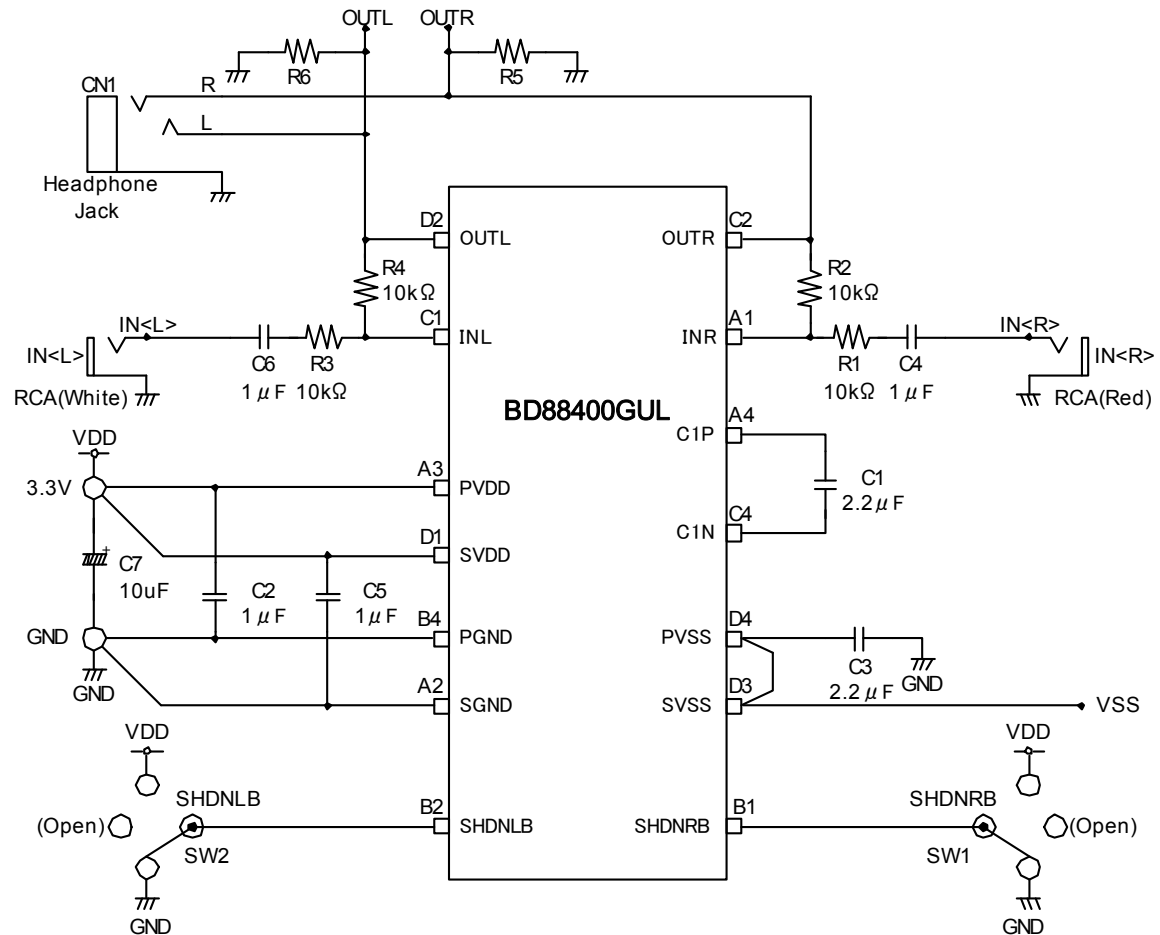 OUTL OUTR
R6 R5
CN1
R
L
Headphone
Jack
D2 C2
OUTL OUTR
R4
10kΩ
R2
10kΩ
IN<L>
C1 A1
INL INR
IN<R>
IN<L>
C6
1μF
R3
10kΩ
R1
10kΩ
C4
1μF
IN<R>
RCA(White)
RCA(Red)
BD88400GUL
VDD
3.3V
A3
PVDD
A4
C1P
C1
2.2μF
C4
C1N
D1
SVDD
C7
+
10uF
C2
1μF
C5
1μF
GND
GND
B4
PGND
D4
PVSS
C3
2.2μF
GND
A2
SGND
D3
SVSS
VSS
VDD
(Open)
SHDNLB
SW2
GND
B2
SHDNLB
B1
SHDNRB
SHDNRB
SW1
VDD
(Open)
GND